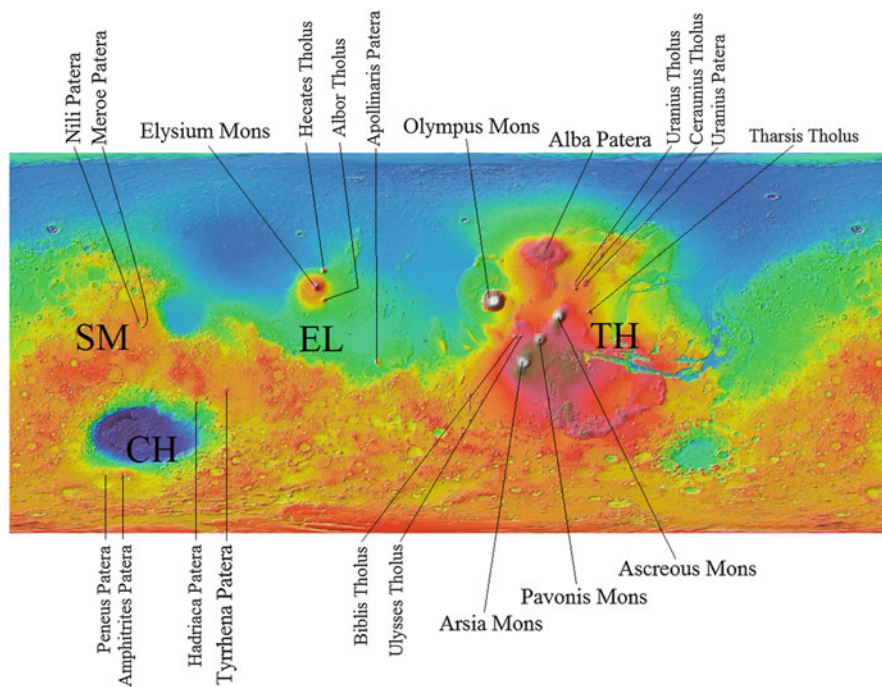 Nili Patera
Meroe Patera
Elysium Mons
Hecates Tholus
Albor Tholus
Apollinaris Patera
Olympus Mons
Alba Patera
Uranius Tholus
Ceraunius Tholus
Uranius Patera
Tharsis Tholus
SM
EL
TH
CH
Peneus Patera
Amphitrites Patera
Hadriaca Patera
Tyrrhena Patera
Biblis Tholus
Ulysses Tholus
Arsia Mons
Pavonis Mons
Ascreous Mons